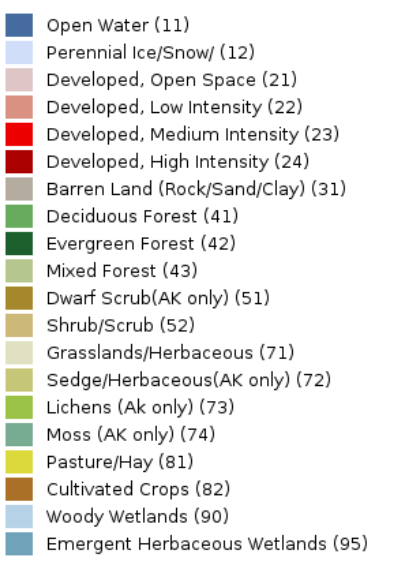 Open Water (11)
Perennial Ice/Snow/ (12)
Developed, Open Space (21)
Developed, Low Intensity (22)
Developed, Medium Intensity (23)
Developed, High Intensity (24)
Barren Land (Rock/Sand/Clay) (31)
Deciduous Forest (41)
Evergreen Forest (42)
Mixed Forest (43)
Dwarf Scrub(AK only) (51)
Shrub/Scrub (52)
Grasslands/Herbaceous (71)
Sedge/Herbaceous(AK only) (72)
Lichens (Ak only) (73)
Moss (AK only) (74)
Pasture/Hay (81)
Cultivated Crops (82)
Woody Wetlands (90)
Emergent Herbaceous Wetlands (95)